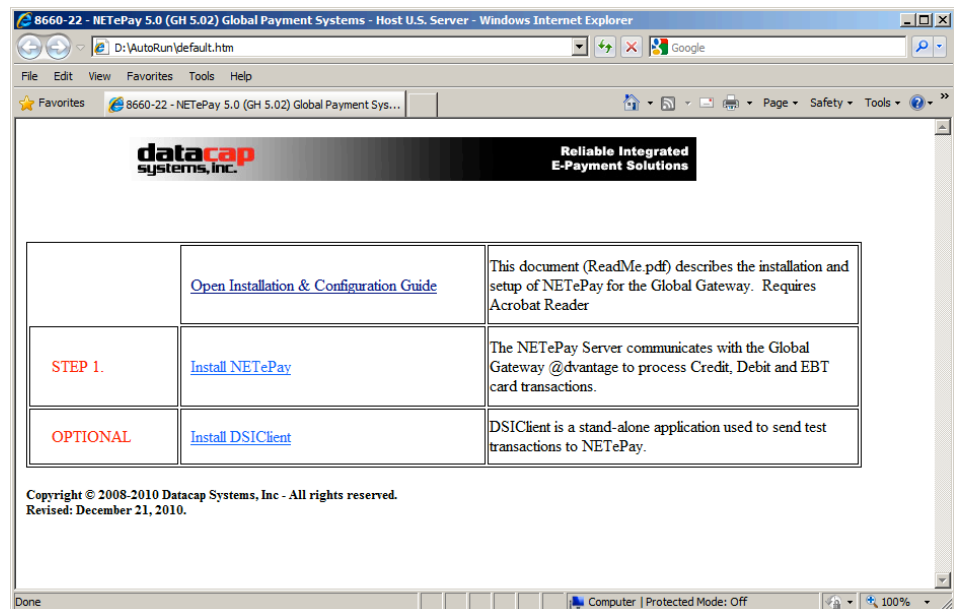 8660-22 - NETePay 5.0 (GH 5.02) Global Payment Systems - Host U.S. Server - Windows Internet Explorer
D:\AutoRun\default.htm
Google
File Edit View Favorites Tools Help
Favorites
8660-22 - NETePay 5.0 (GH 5.02) Global Payment Sys...
Page Safety Tools
datacap
systems, inc.
Reliable Integrated
E-Payment Solutions
Open Installation & Configuration Guide
This document (ReadMe.pdf) describes the installation and
setup of NETePay for the Global Gateway. Requires
Acrobat Reader
STEP 1.
Install NETePay
The NETePay Server communicates with the Global
Gateway @dvantage to process Credit, Debit and EBT
card transactions.
OPTIONAL
Install DSIClient
DSIClient is a stand-alone application used to send test
transactions to NETePay.
Copyright © 2008-2010 Datacap Systems, Inc - All rights reserved.
Revised: December 21, 2010.
Done
Computer | Protected Mode: Off
100%